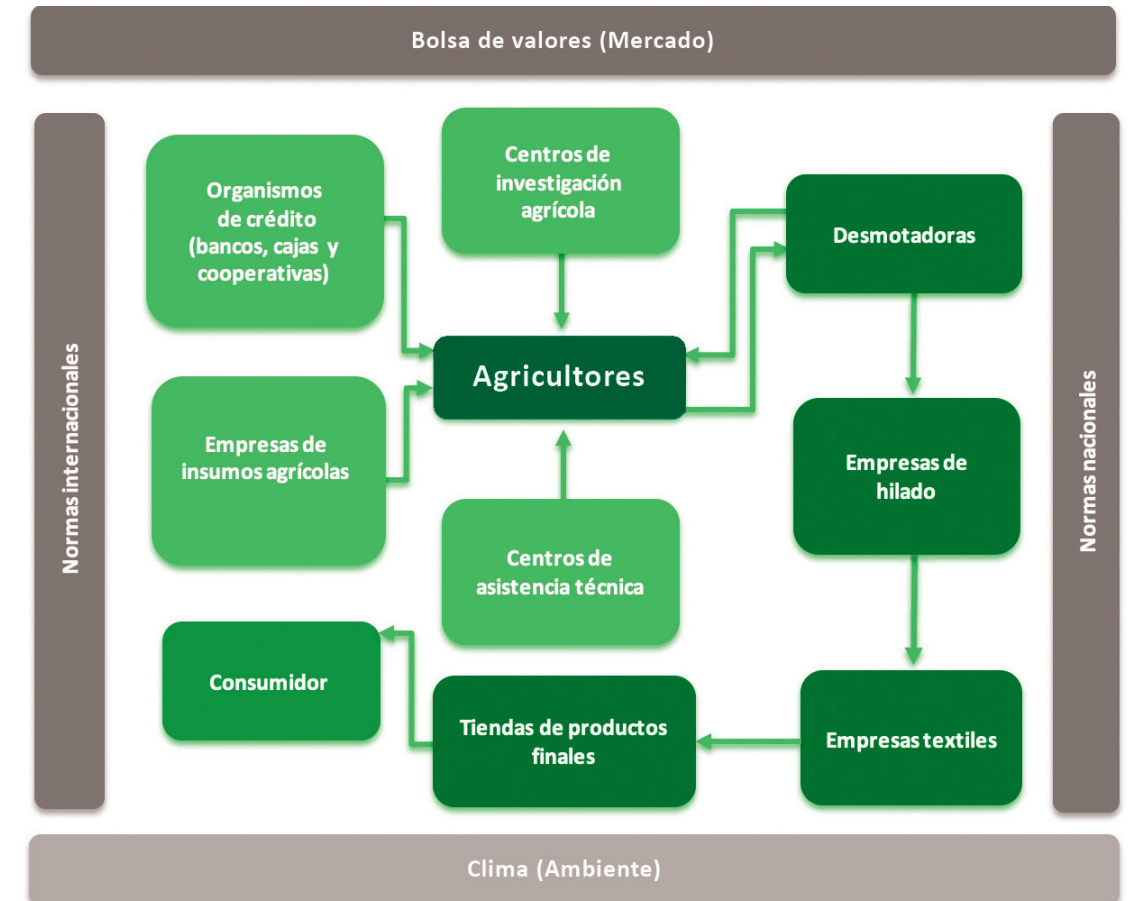 Bolsa de valores (Mercado)
Normas internacionales
Organismos
de crédito
(bancos, cajas y
cooperativas)
Centros de
investigación
agrícola
Desmotadoras
Agricultores
Empresas de
insumos agrícolas
Empresas de
hilado
Centros de
asistencia técnica
Consumidor
Tiendas de productos
finales
Empresas textiles
Normas nacionales
Clima (Ambiente)